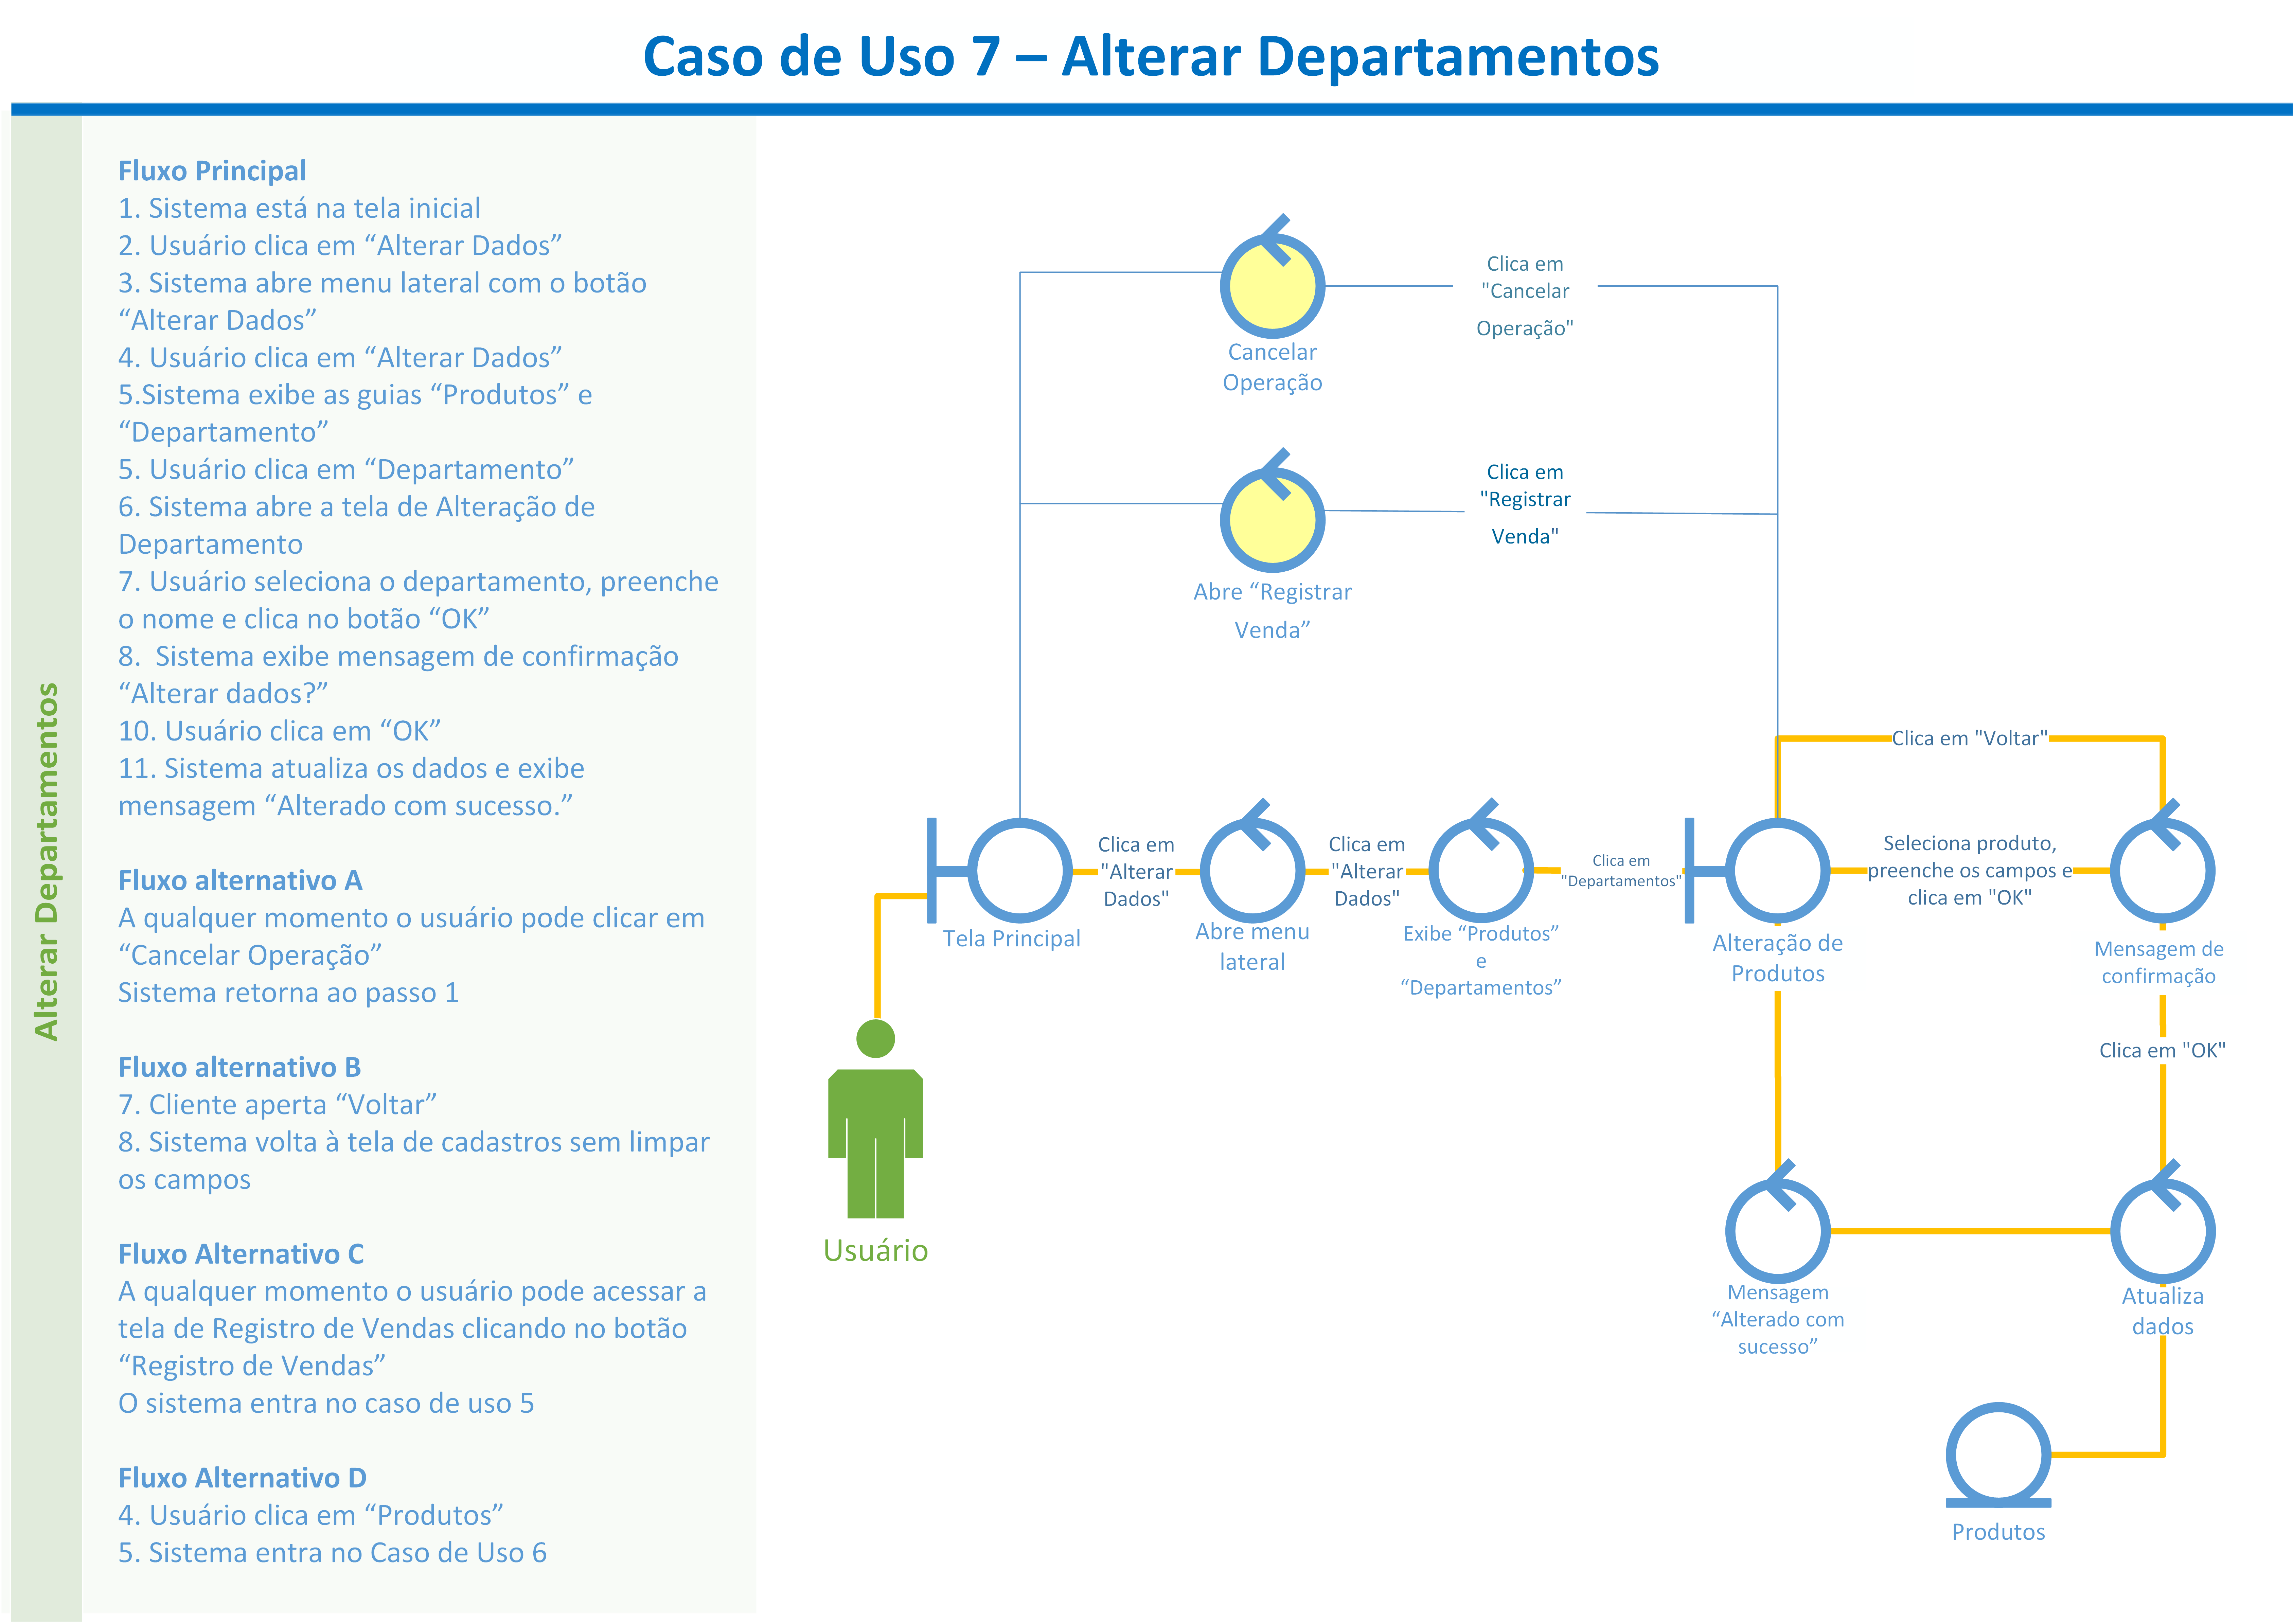 Caso de Uso 7 – Alterar Departamentos
Alterar Departamentos
Fluxo Principal
1. Sistema está na tela inicial
2. Usuário clica em “Alterar Dados”
3. Sistema abre menu lateral com o botão
“Alterar Dados”
4. Usuário clica em “Alterar Dados”
5.Sistema exibe as guias “Produtos” e
“Departamento”
5. Usuário clica em “Departamento”
6. Sistema abre a tela de Alteração de
Departamento
7. Usuário seleciona o departamento, preenche
o nome e clica no botão “OK”
8.  Sistema exibe mensagem de confirmação
“Alterar dados?”
10. Usuário clica em “OK”
11. Sistema atualiza os dados e exibe
mensagem “Alterado com sucesso.”
Fluxo alternativo A
A qualquer momento o usuário pode clicar em
“Cancelar Operação”
Sistema retorna ao passo 1
Fluxo alternativo B
7. Cliente aperta “Voltar”
8. Sistema volta à tela de cadastros sem limpar
os campos
Fluxo Alternativo C
A qualquer momento o usuário pode acessar a
tela de Registro de Vendas clicando no botão
“Registro de Vendas”
O sistema entra no caso de uso 5
Fluxo Alternativo D
4. Usuário clica em “Produtos”
5. Sistema entra no Caso de Uso 6
Cancelar
Operação
Clica em
"Cancelar
Operação"
Abre “Registrar
Venda”
Clica em
"Registrar
Venda"
Clica em "Voltar"
Usuário
Tela Principal
Clica em
"Alterar
Dados"
Abre menu
lateral
Clica em
"Alterar
Dados"
Exibe “Produtos”
e
“Departamentos”
Clica em
"Departamentos"
Alteração de
Produtos
Seleciona produto,
preenche os campos e
clica em "OK"
Mensagem de
confirmação
Clica em "OK"
Mensagem
“Alterado com
sucesso”
Atualiza
dados
Produtos